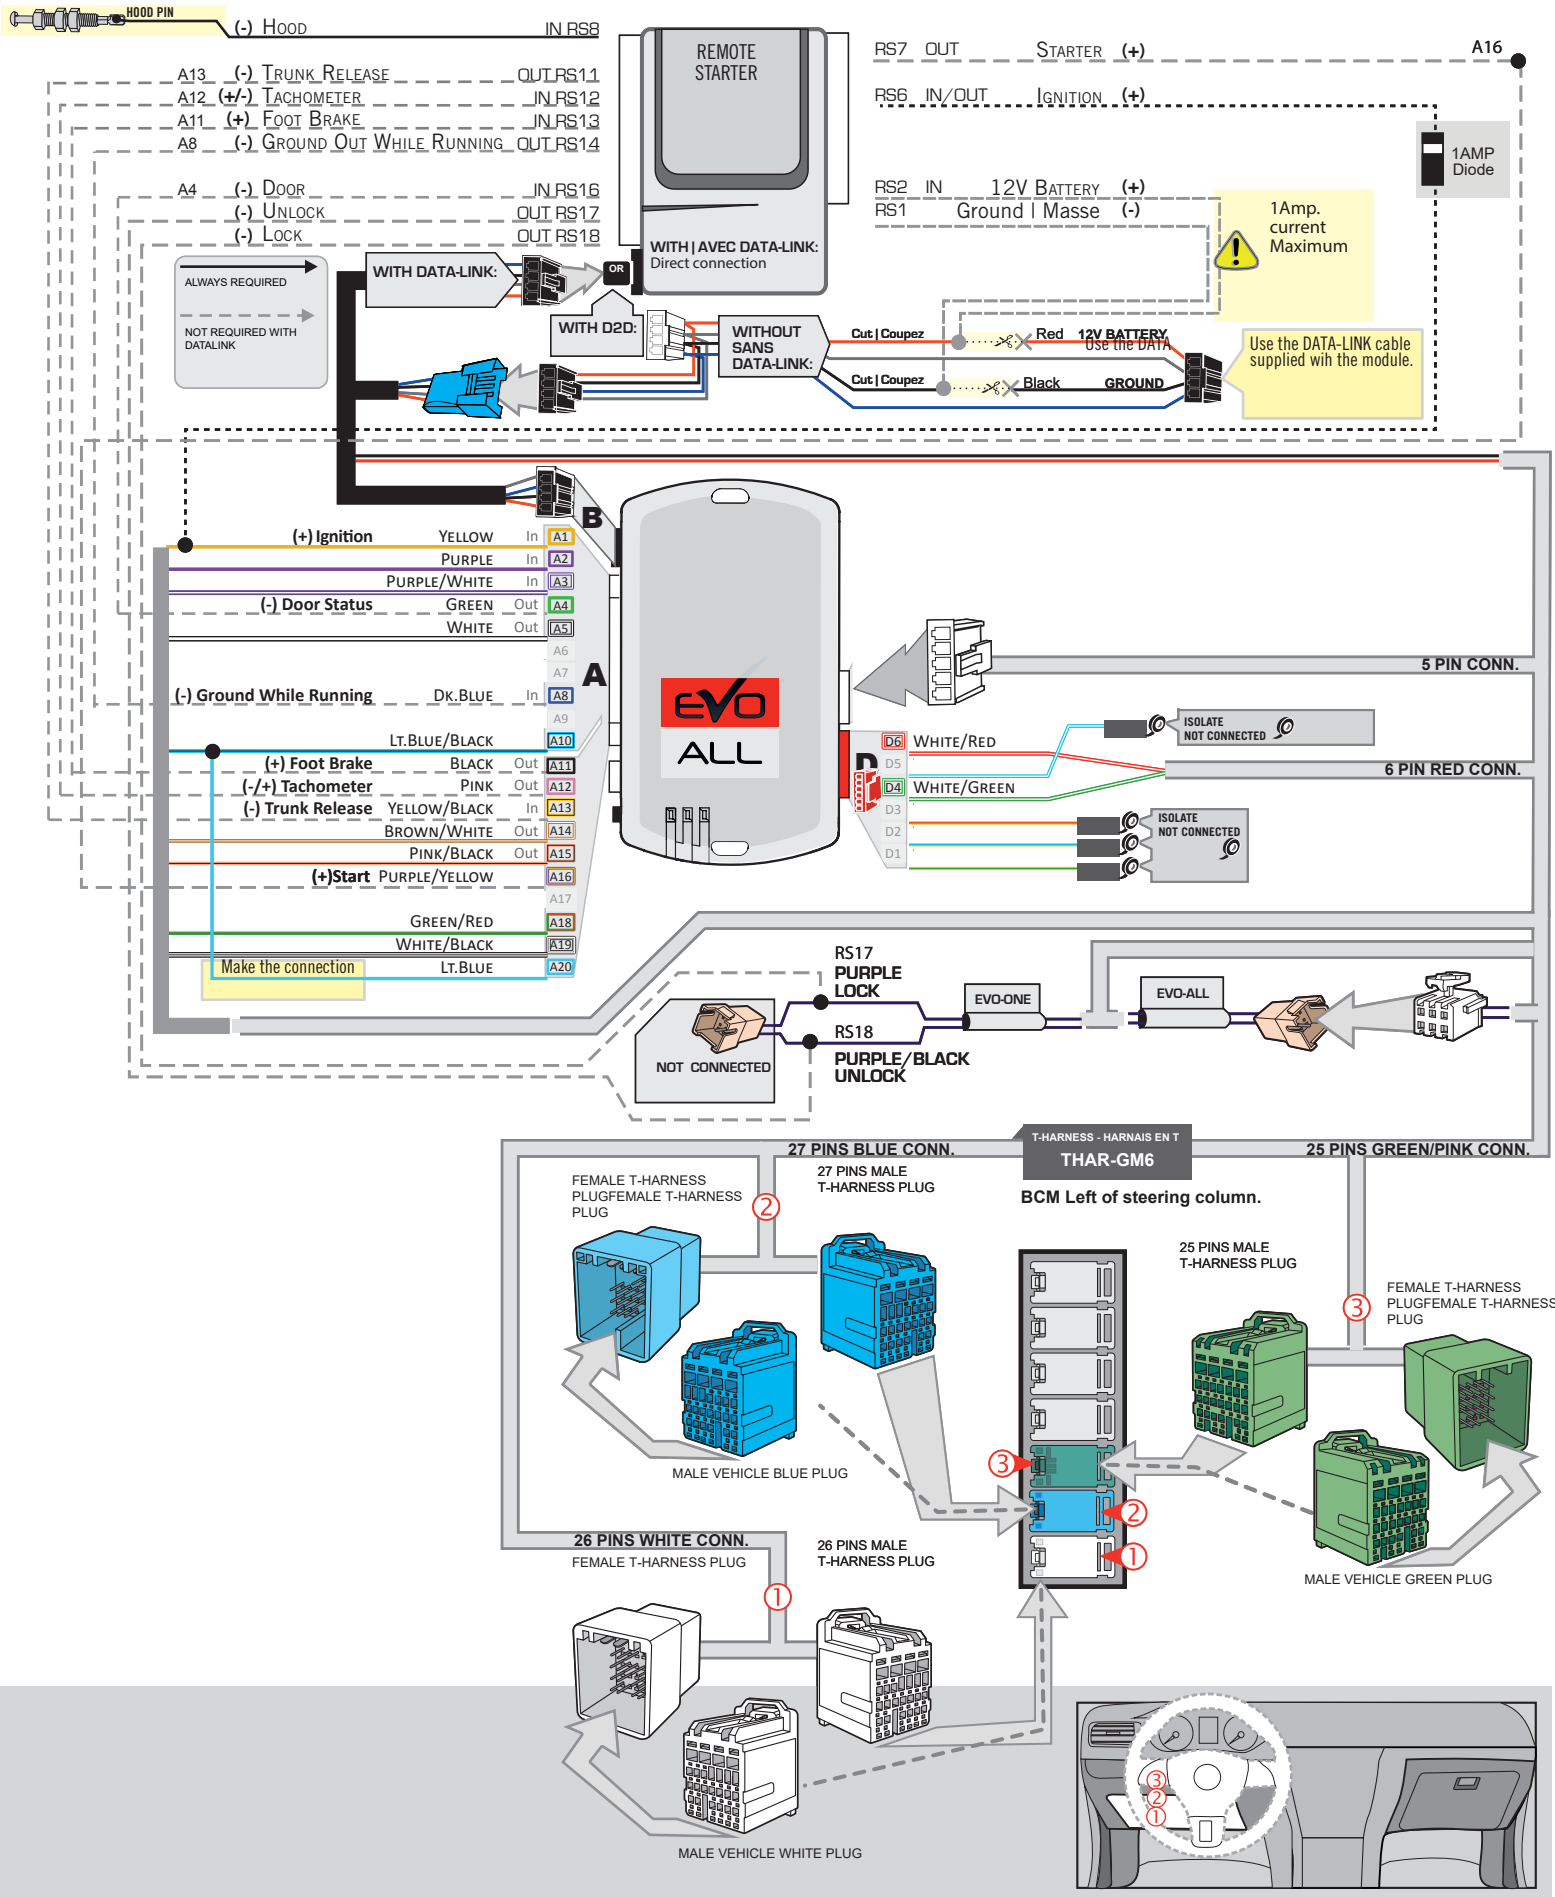 HOOD PIN
(-) Hood IN RS8
A13 (-) Trunk Release OUT RS11
A12 (+/-) Tachometer IN RS12
A11 (+) Foot Brake IN RS13
A8 (-) Ground Out While Running OUT RS14
A4 (-) Door IN RS16
(-) Unlock OUT RS17
(-) Lock OUT RS18
REMOTE
STARTER
WITH | AVEC DATA-LINK:
Direct connection
RS7 OUT Starter (+) A16
RS6 IN/OUT Ignition (+)
1AMP
Diode
RS2 IN 12V Battery (+)
RS1 Ground | Masse (-)
1Amp.
current
Maximum
ALWAYS REQUIRED
NOT REQUIRED WITH
DATALINK
WITH DATA-LINK:
OR
WITH D2D:
WITHOUT
SANS
DATA-LINK:
Cut | Coupez Red 12V BATTERY
Use the DATA
Cut | Coupez Black GROUND
Use the DATA-LINK cable
supplied wih the module.
B
A
D
(+) Ignition Yellow In A1
Purple In A2
Purple/White In A3
(-) Door Status Green Out A4
White Out A5
A6
A7
(-) Ground While Running Dk.Blue In A8
A9
Lt.Blue/Black A10
(+) Foot Brake Black Out A11
(-/+) Tachometer Pink Out A12
(-) Trunk Release Yellow/Black In A13
Brown/White Out A14
Pink/Black Out A15
(+)Start Purple/Yellow A16
A17
Green/Red A18
White/Black A19
Make the connection Lt.Blue A20
EVO
ALL
5 PIN CONN.
D6 White/Red
D5
D4 White/Green
D3
D2
D1
ISOLATE
NOT CONNECTED
6 PIN RED CONN.
ISOLATE
NOT CONNECTED
RS17
PURPLE
LOCK
RS18
PURPLE/BLACK
UNLOCK
NOT CONNECTED
EVO-ONE
EVO-ALL
T-HARNESS - HARNAIS EN T
THAR-GM6
27 PINS BLUE CONN.
25 PINS GREEN/PINK CONN.
BCM Left of steering column.
FEMALE T-HARNESS
PLUGFEMALE T-HARNESS
PLUG
2
27 PINS MALE
T-HARNESS PLUG
MALE VEHICLE BLUE PLUG
25 PINS MALE
T-HARNESS PLUG
3
FEMALE T-HARNESS
PLUGFEMALE T-HARNESS
PLUG
MALE VEHICLE GREEN PLUG
3
2
1
26 PINS WHITE CONN.
FEMALE T-HARNESS PLUG
1
26 PINS MALE
T-HARNESS PLUG
MALE VEHICLE WHITE PLUG
3
2
1